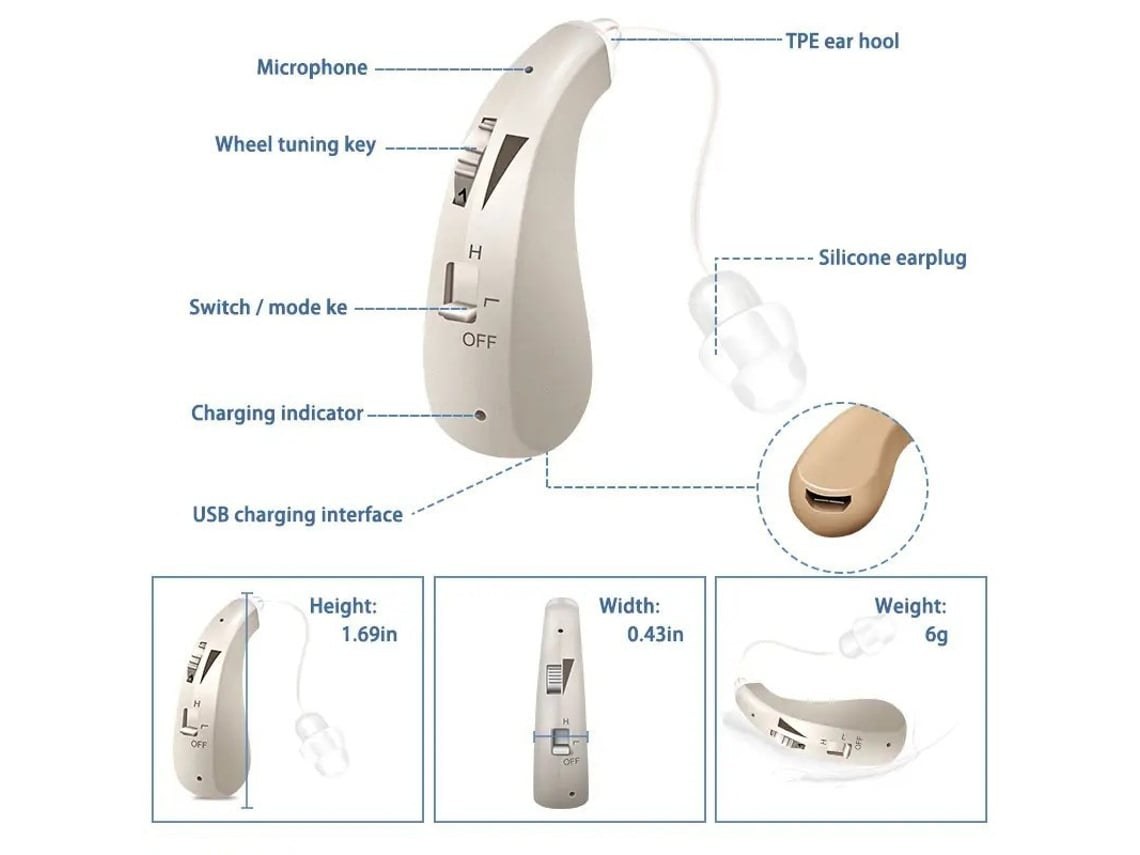 TPE ear hool
Microphone
Wheel tuning key
H
Silicone earplug
Switch / mode ke
L
OFF
Charging indicator
USB charging interface
Height:
1.69in
H
L
OFF
Width:
0.43in
H
L
OFF
Weight:
6g
H
L
OFF